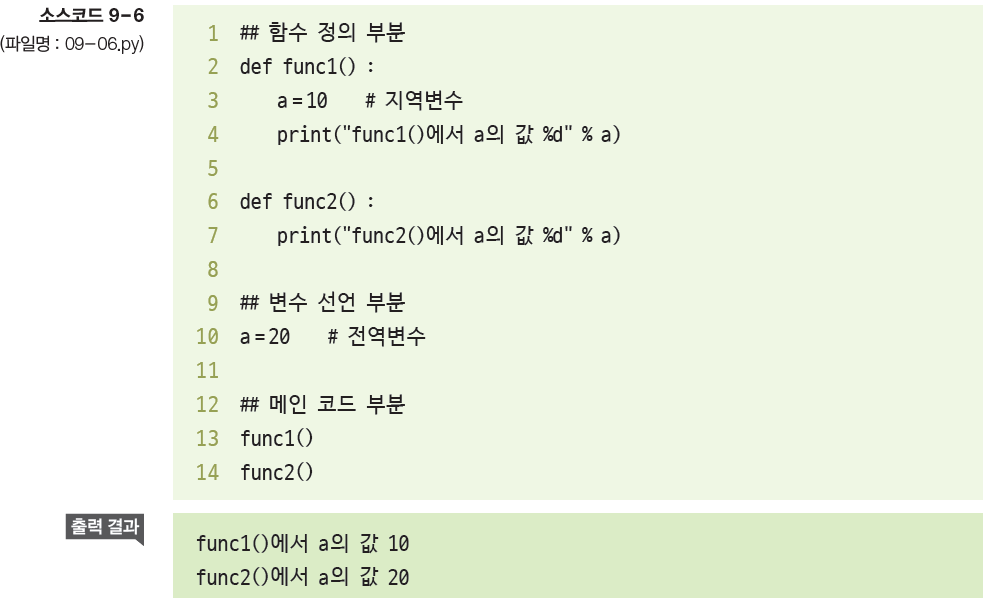 소스코드 9-6
(파일명 : 09-06.py)
1 ## 함수 정의 부분
2 def func1() :
3 a=10 # 지역변수
4 print("func1()에서 a의 값 %d" % a)
5
6 def func2() :
7 print("func2()에서 a의 값 %d" % a)
8
9 ## 변수 선언 부분
10 a=20 # 전역변수
11
12 ## 메인 코드 부분
13 func1()
14 func2()
출력 결과
func1()에서 a의 값 10
func2()에서 a의 값 20